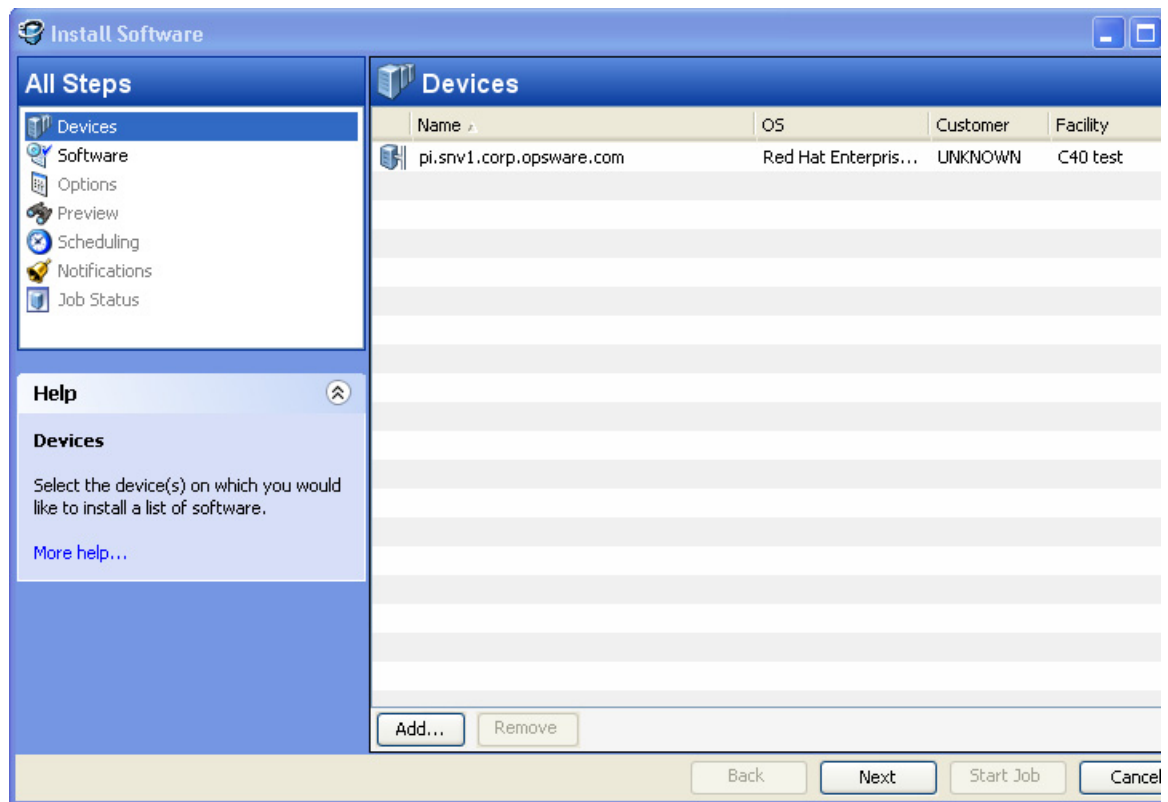 Install Software
All Steps
Devices
Software
Options
Preview
Scheduling
Notifications
Job Status
Help
Devices
Select the device(s) on which you would
like to install a list of software.
More help...
Devices
Name OS Customer Facility
pi.snv1.corp.opsware.com Red Hat Enterpris... UNKNOWN C40 test
Add... Remove
Back Next Start Job Cancel